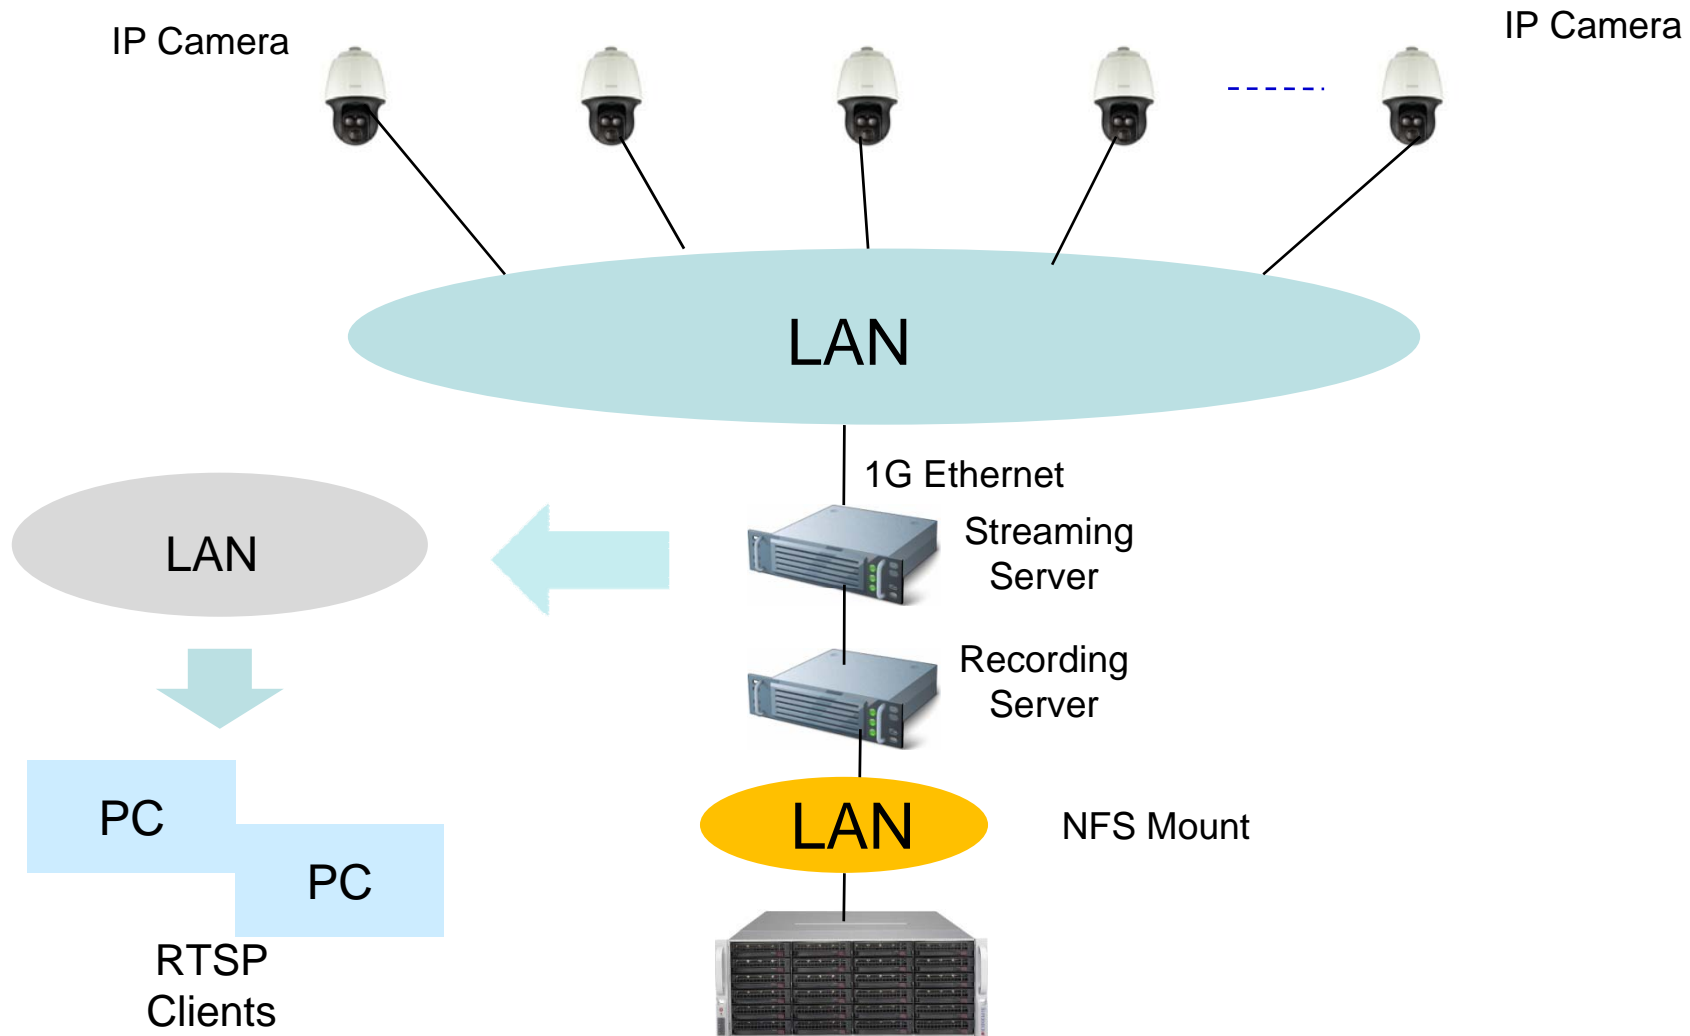 IP Camera
IP Camera
LAN
1G Ethernet
Streaming
Server
LAN
Recording
Server
PC
PC
LAN
NFS Mount
RTSP
Clients